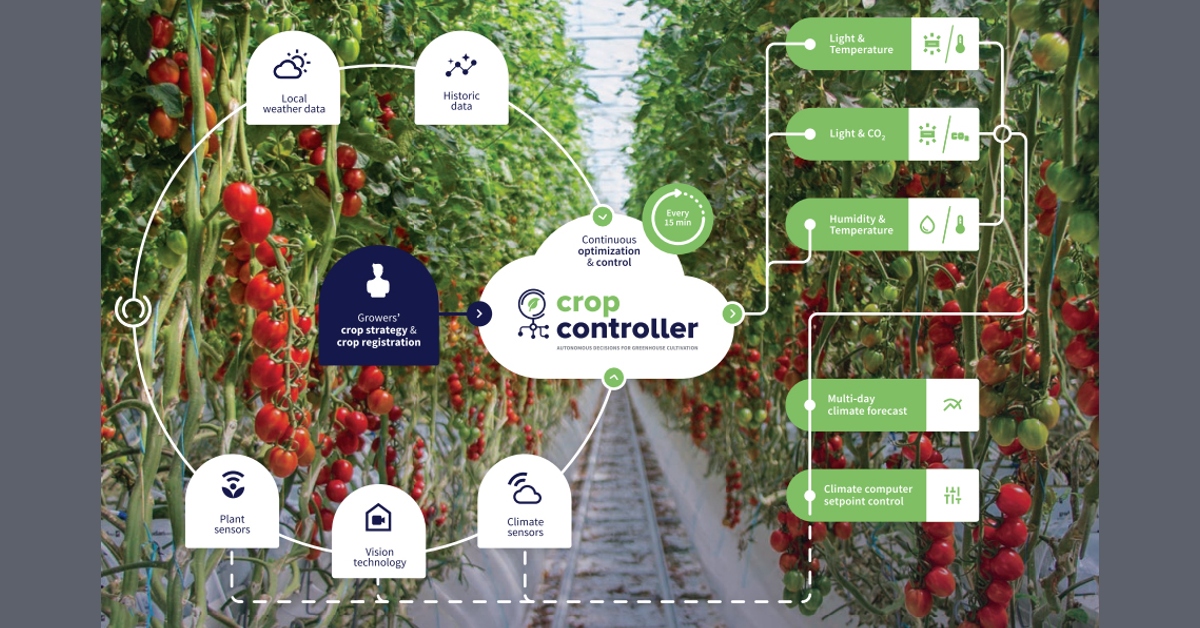 Local
weather data
Historic
data
Every
15 min
Continuous
optimization
& control
Growers'
crop strategy &
crop registration
crop
controller
AUTONOMOUS DECISIONS FOR GREENHOUSE CULTIVATION
Plant
sensors
Vision
technology
Climate
sensors
Light &
Temperature
Light & CO₂
CO₂
Humidity &
Temperature
Multi-day
climate forecast
Climate computer
setpoint control